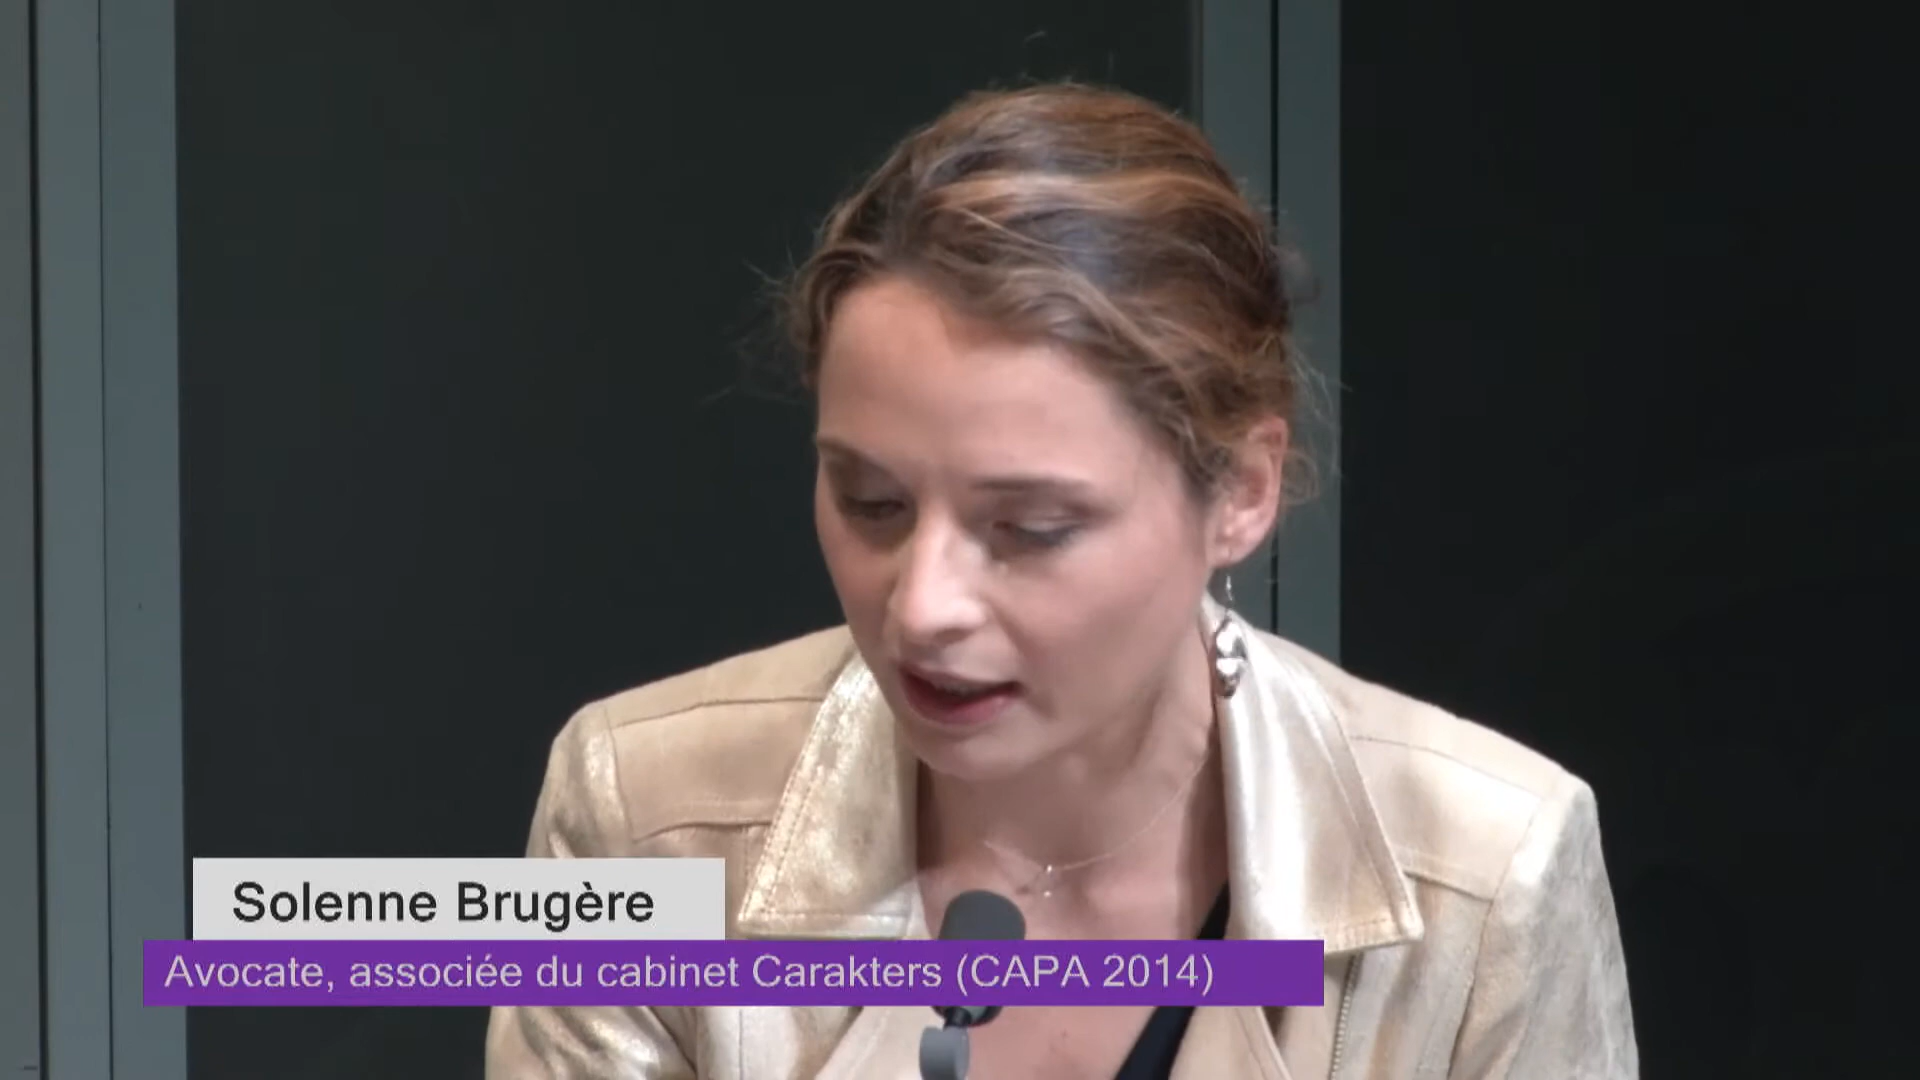 Solenne Brugère
Avocate, associée du cabinet Carakters (CAPA 2014)